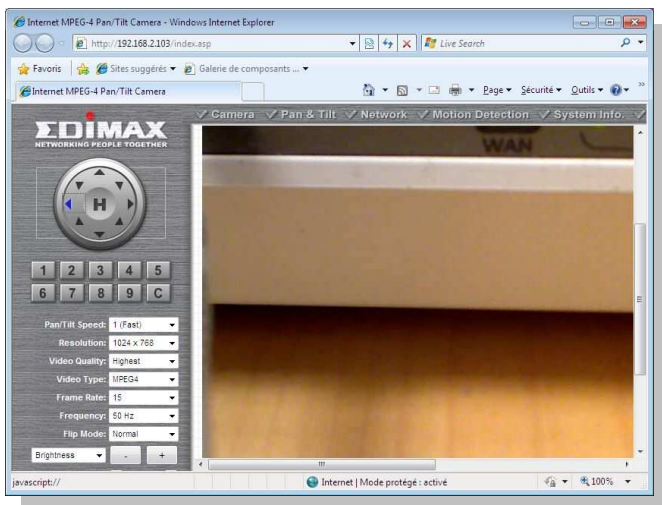 Internet MPEG-4 Pan/Tilt Camera - Windows Internet Explorer
http://192.168.2.103/index.asp
Live Search
Favoris
Sites suggérés
Galerie de composants ...
Internet MPEG-4 Pan/Tilt Camera
Page Sécurité Outils
Camera Pan & Tilt Network Motion Detection System Info.
EDIMAX
NETWORKING PEOPLE TOGETHER
WAN
H
1 2 3 4 5
6 7 8 9 C
Pan/Tilt Speed: 1 (Fast)
Resolution: 1024 x 768
Video Quality: Highest
Video Type: MPEG4
Frame Rate: 15
Frequency: 50 Hz
Flip Mode: Normal
Brightness - +
javascript://
Internet | Mode protégé : activé
100%